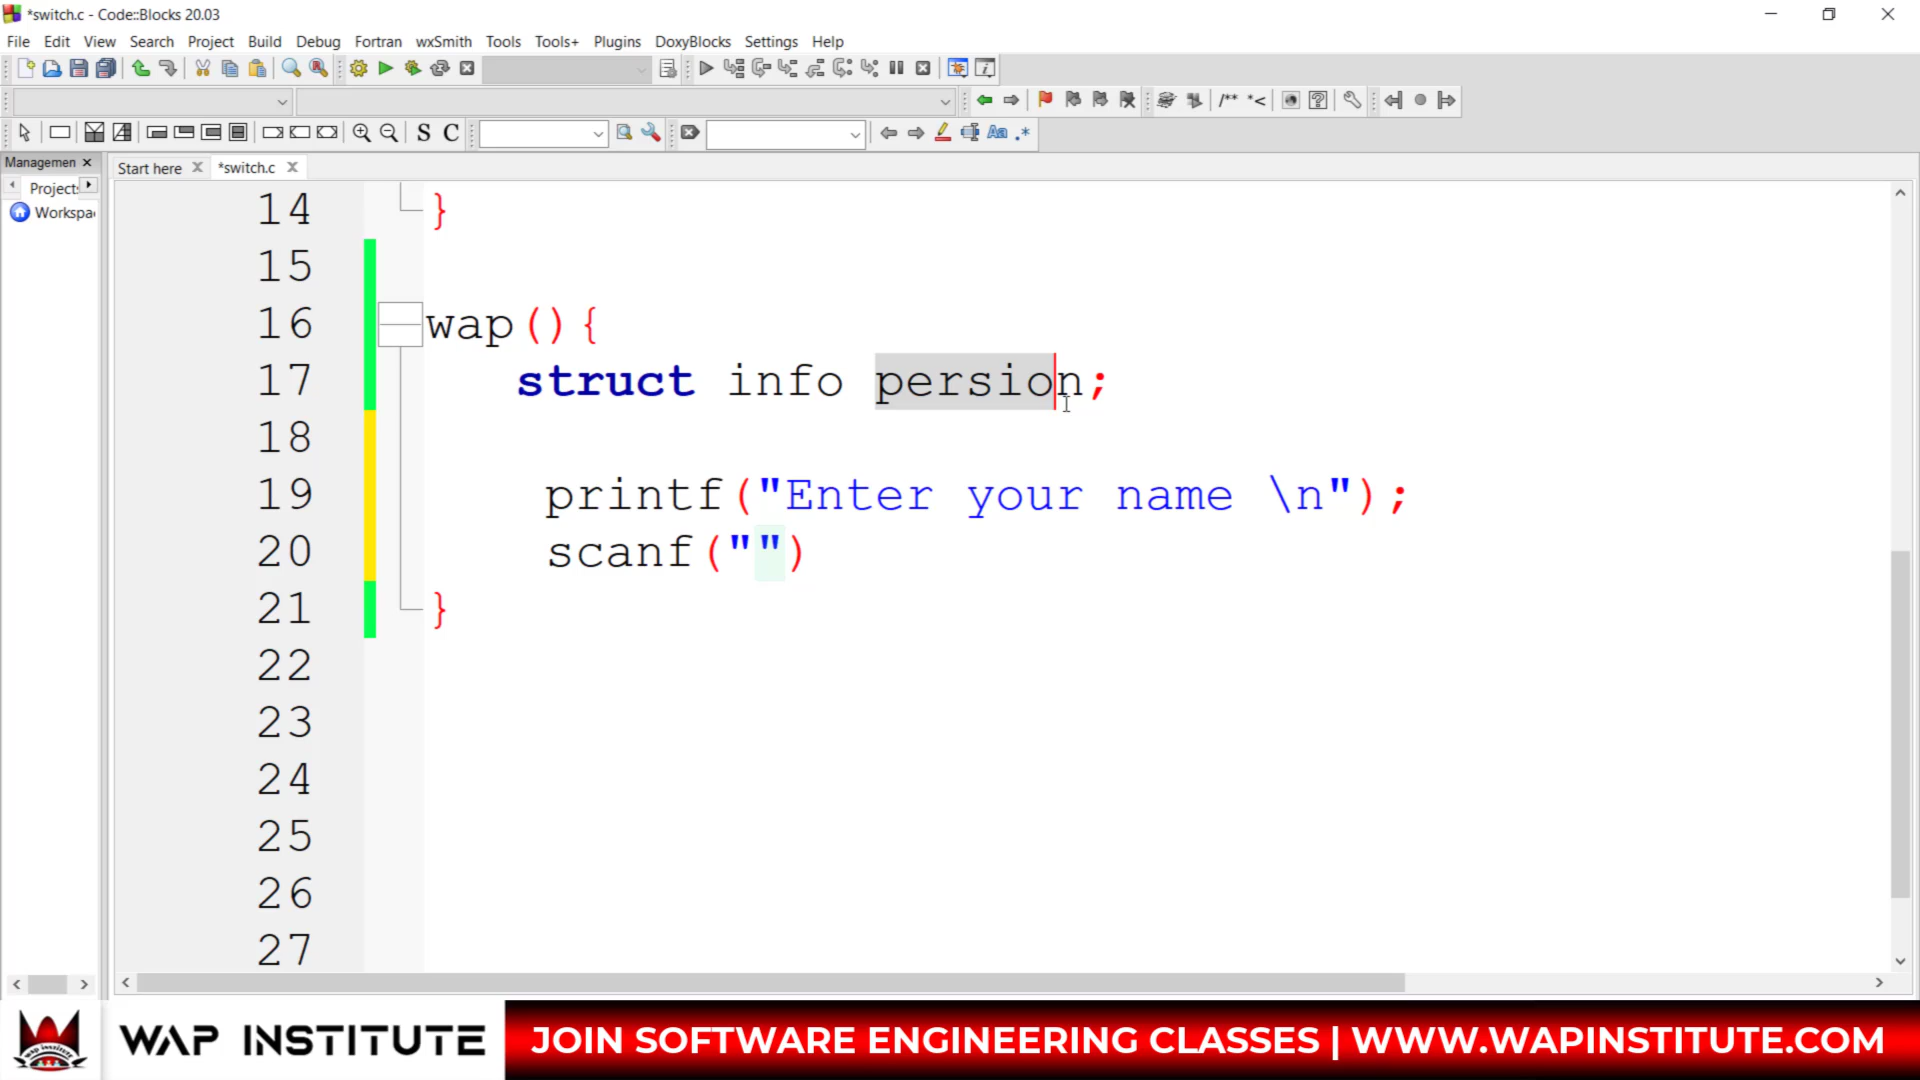 *switch.c - Code::Blocks 20.03
File Edit View Search Project Build Debug Fortran wxSmith Tools Tools+ Plugins DoxyBlocks Settings Help
/** *<
S C Aa .*
Managemen
Start here *switch.c
Projects
Workspa
14 }
15
16 wap(){
17 struct info persion;
18
19 printf("Enter your name \n");
20 scanf("")
21 }
22
23
24
25
26
27
WAP INSTITUTE
JOIN SOFTWARE ENGINEERING CLASSES | WWW.WAPINSTITUTE.COM